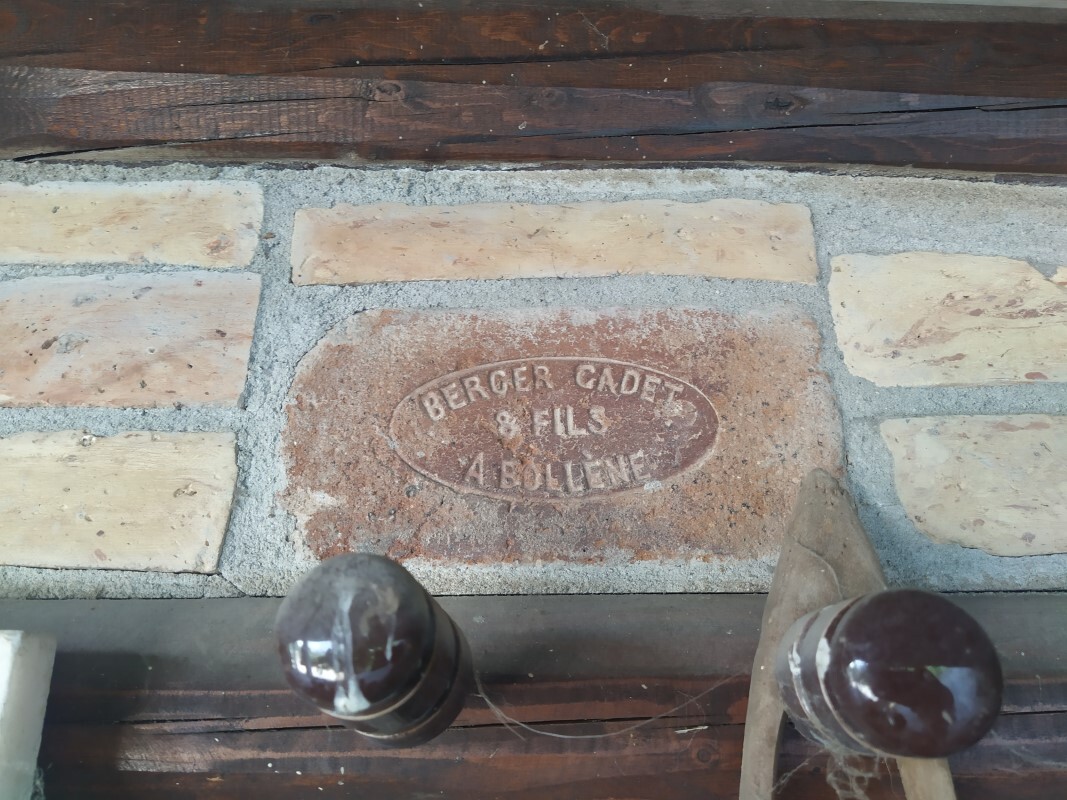 BERGER CADET
& FILS
A BOLLÈNE